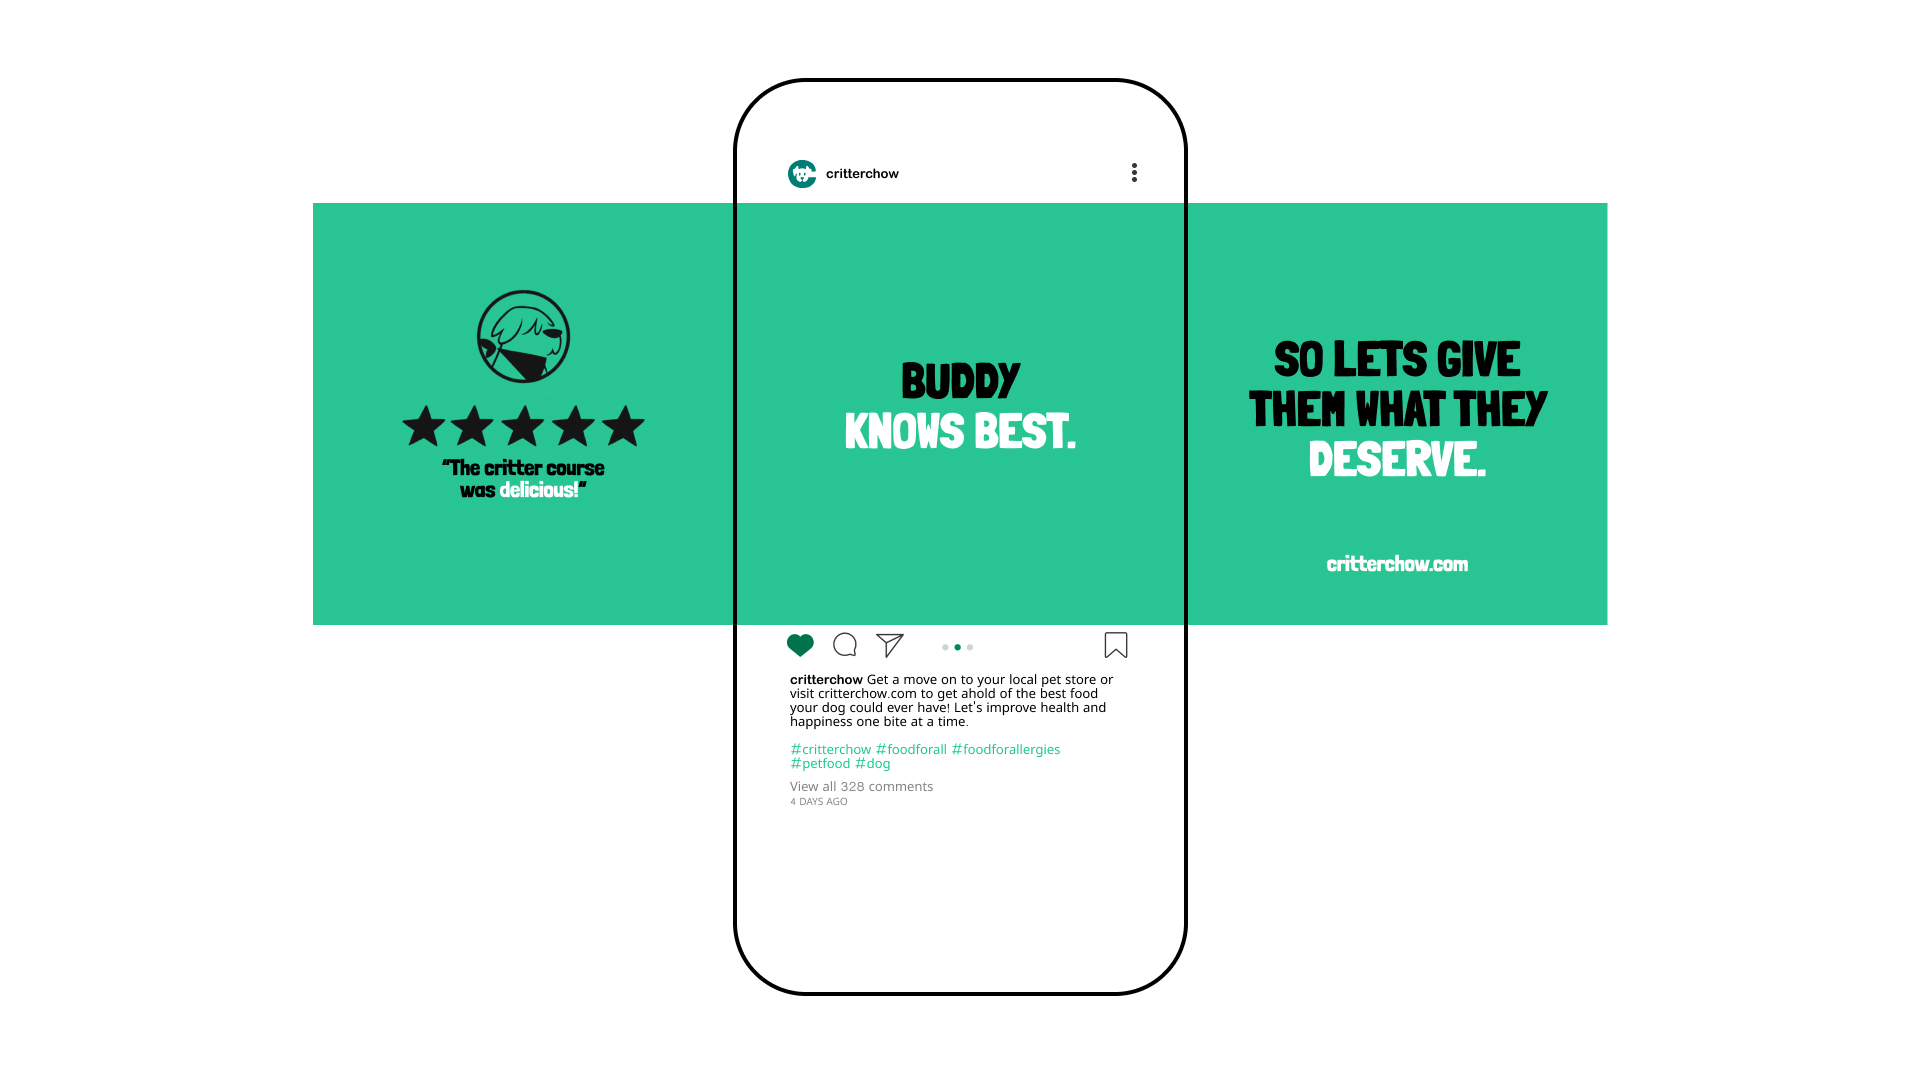 critterchow
“The critter course
was delicious!”
BUDDY
KNOWS BEST.
SO LETS GIVE
THEM WHAT THEY
DESERVE.
critterchow.com
critterchow Get a move on to your local pet store or
visit critterchow.com to get ahold of the best food
your dog could ever have! Let's improve health and
happiness one bite at a time.
#critterchow #foodforall #foodforallergies
#petfood #dog
View all 328 comments
4 DAYS AGO